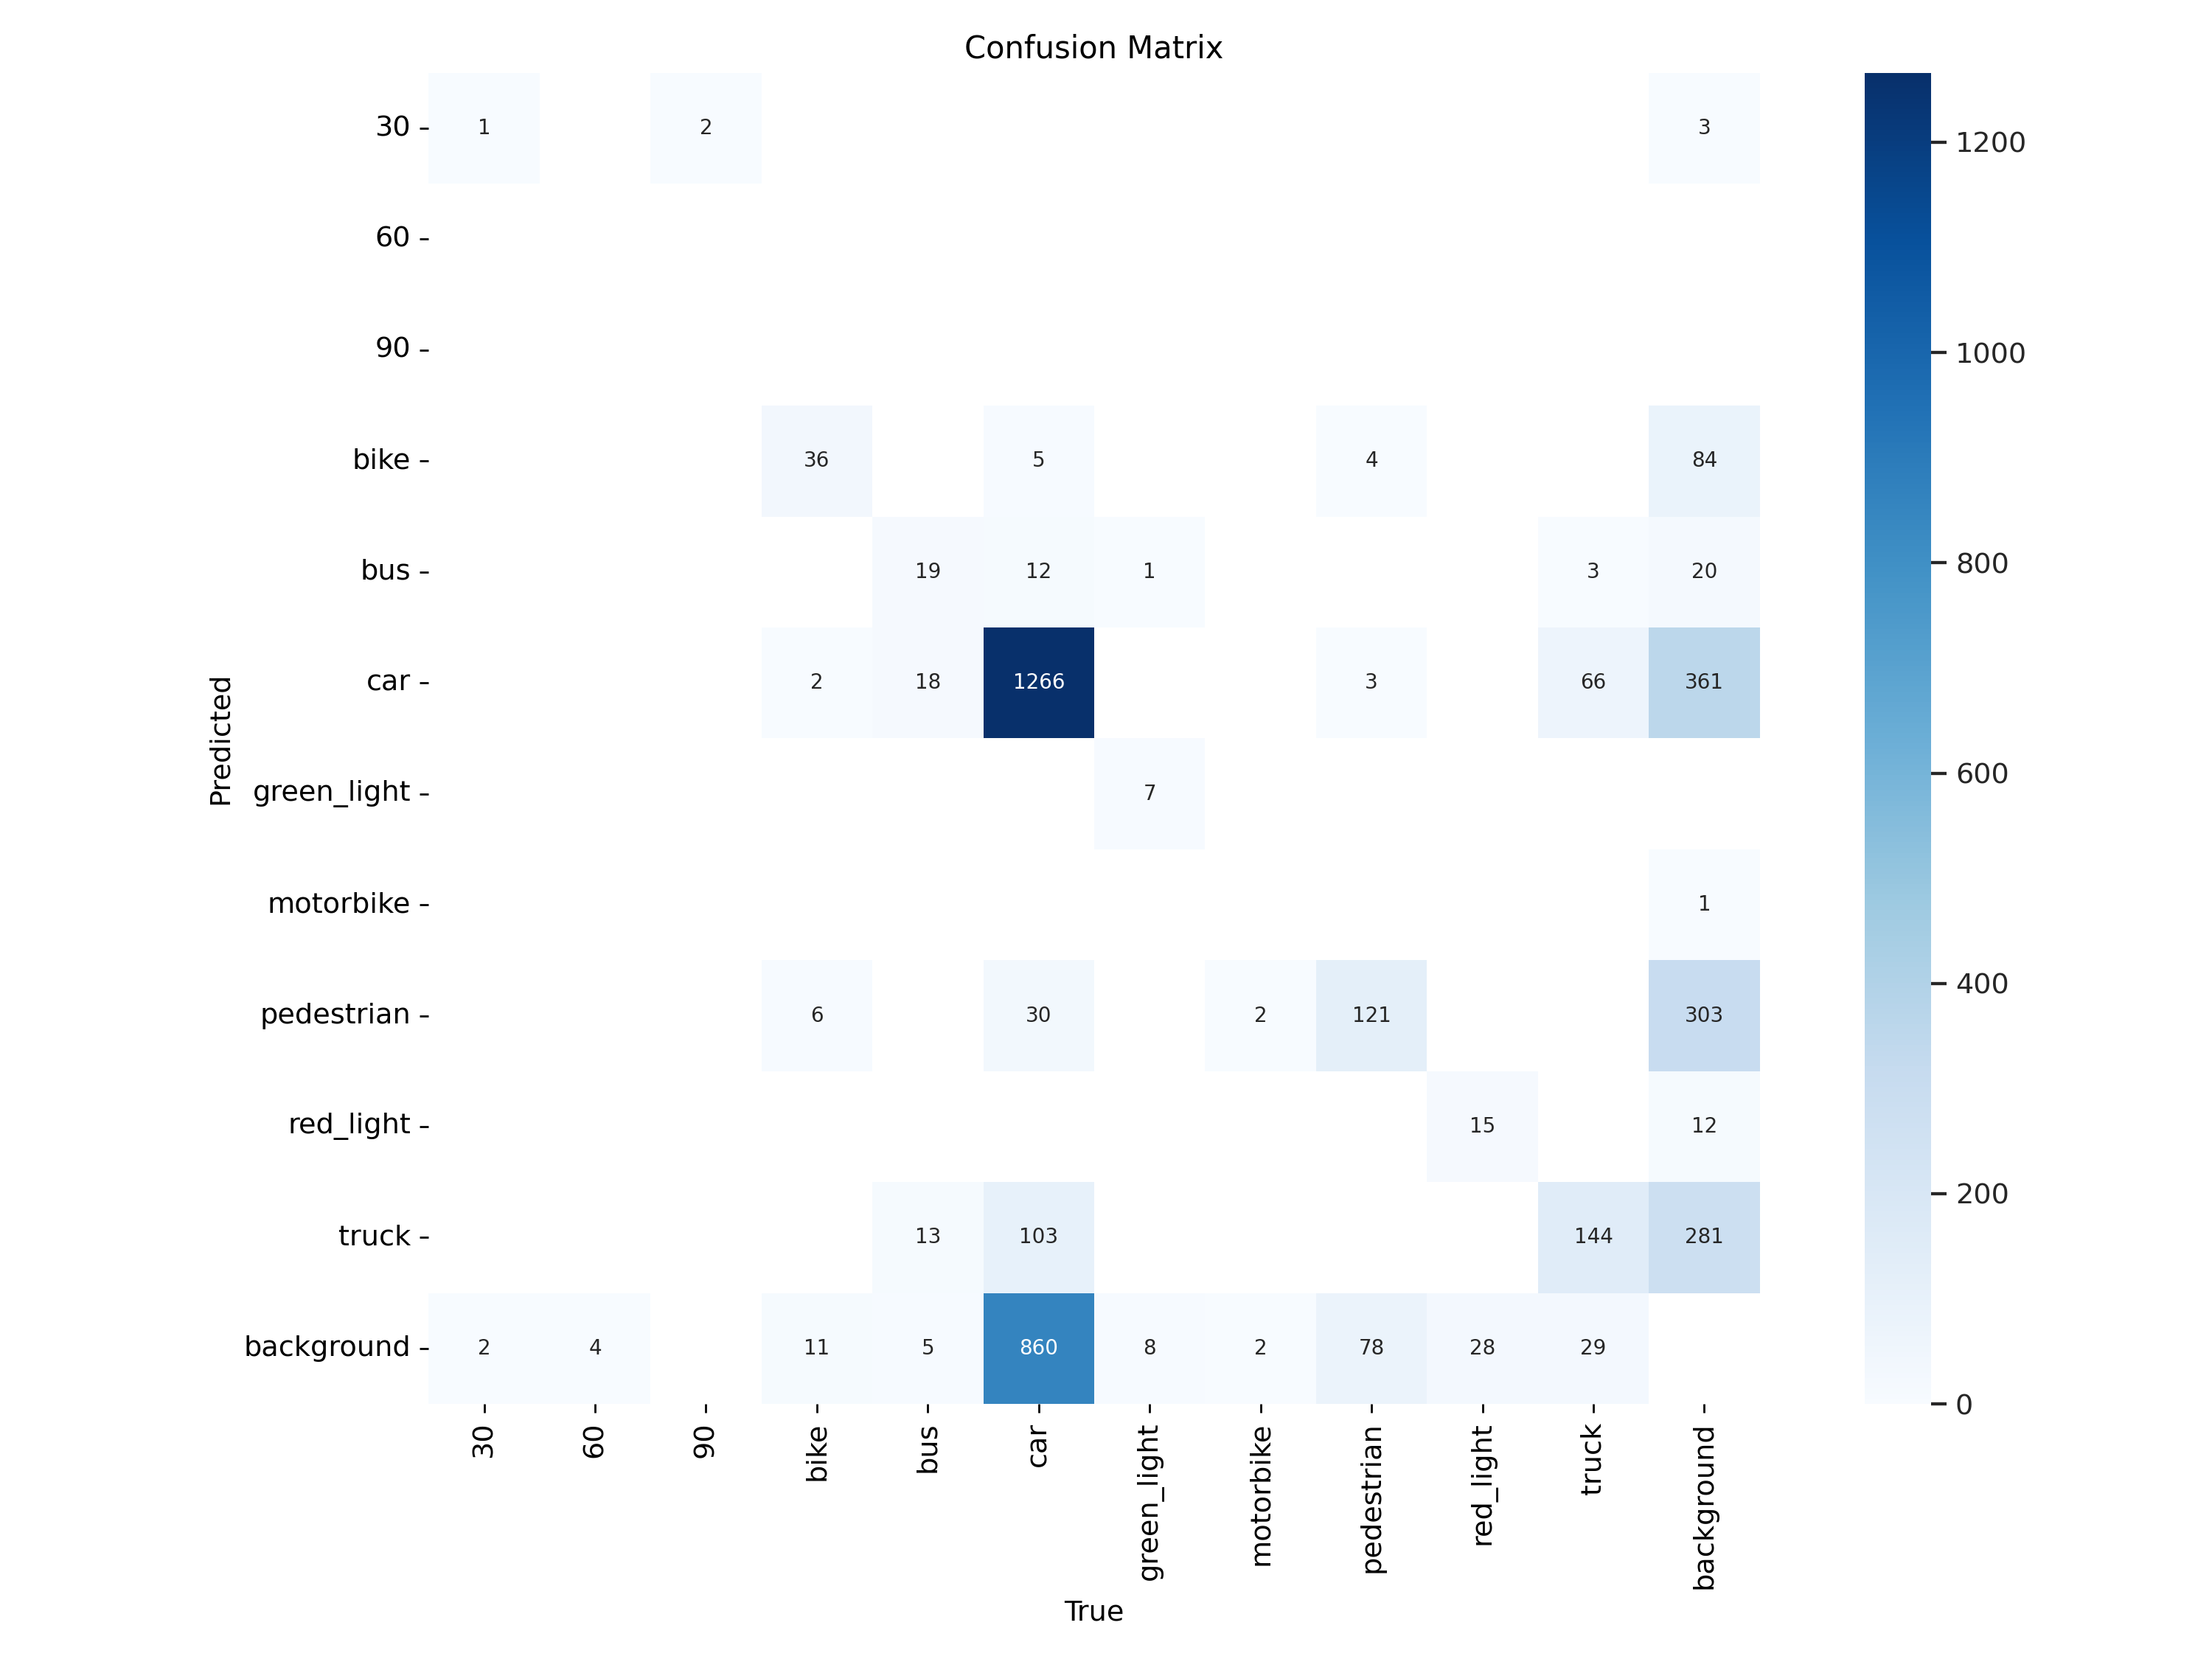 Confusion Matrix
30 1 2 3
60
90
bike 36 5 4 84
bus 19 12 1 3 20
car 2 18 1266 3 66 361
green_light 7
motorbike 1
pedestrian 6 30 2 121 303
red_light 15 12
truck 13 103 144 281
background 2 4 11 5 860 8 2 78 28 29
30 60 90 bike bus car green_light motorbike pedestrian red_light truck background
True
Predicted
1200
1000
800
600
400
200
0